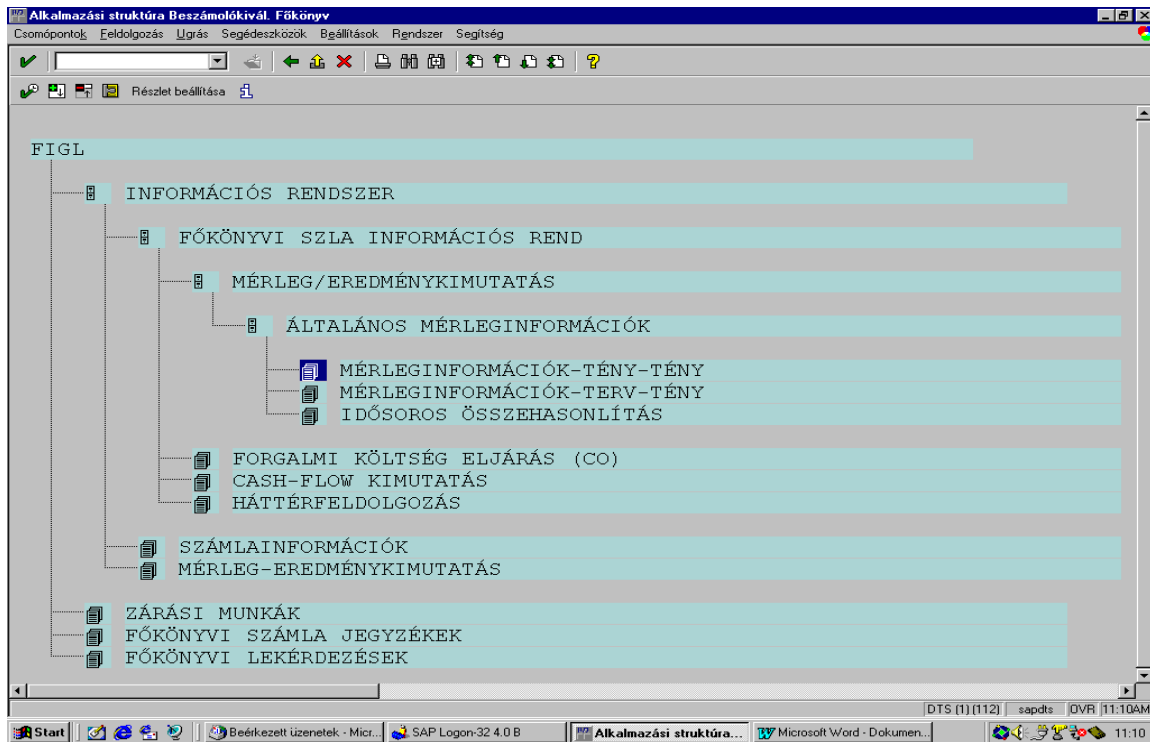 Alkalmazási struktúra Beszámolókivál. Főkönyv
Csomópontok Feldolgozás Ugrás Segédeszközök Beállítások Rendszer Segítség
Részlet beállítása
FIGL
INFORMÁCIÓS RENDSZER
FŐKÖNYVI SZLA INFORMÁCIÓS REND
MÉRLEG/EREDMÉNYKIMUTATÁS
ÁLTALÁNOS MÉRLEGINFORMÁCIÓK
MÉRLEGINFORMÁCIÓK-TÉNY-TÉNY
MÉRLEGINFORMÁCIÓK-TERV-TÉNY
IDŐSOROS ÖSSZEHASONLÍTÁS
FORGALMI KÖLTSÉG ELJÁRÁS (CO)
CASH-FLOW KIMUTATÁS
HÁTTÉRFELDOLGOZÁS
SZÁMLAINFORMÁCIÓK
MÉRLEG-EREDMÉNYKIMUTATÁS
ZÁRÁSI MUNKÁK
FŐKÖNYVI SZÁMLA JEGYZÉKEK
FŐKÖNYVI LEKÉRDEZÉSEK
DTS (1) (112) sapdts OVR 11:10AM
Start Beérkezett üzenetek - Micr... SAP Logon-32 4.0 B Alkalmazási struktúra... Microsoft Word - Dokumen... 11:10